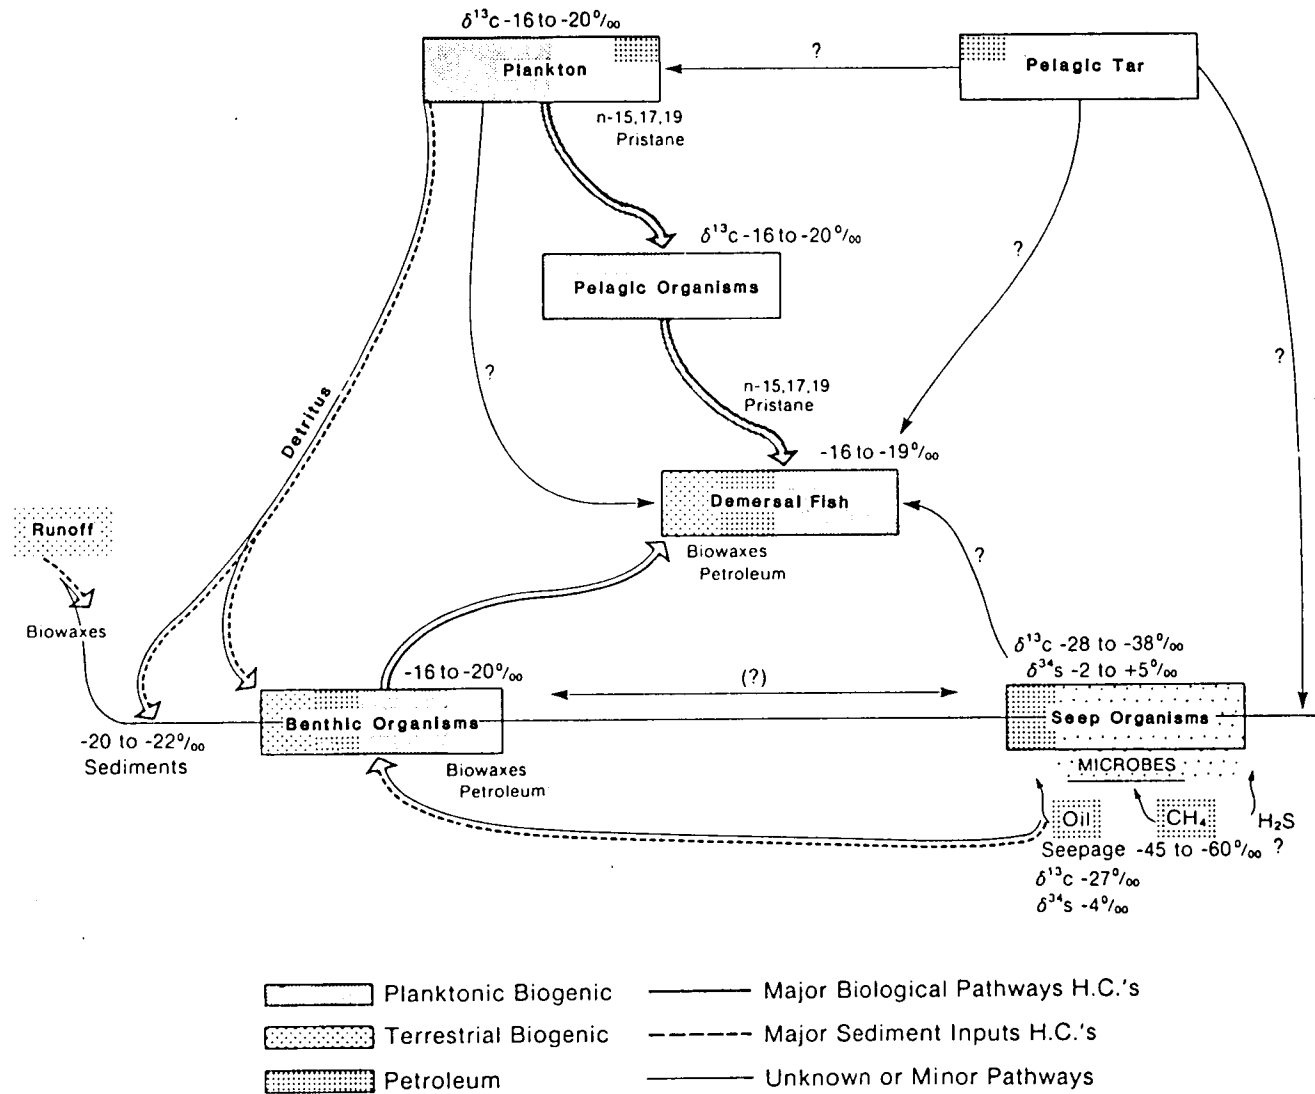 δ¹³c -16 to -20‰
Plankton
?
Pelagic Tar
n-15,17,19
Pristane
δ¹³c -16 to -20‰
?
Pelagic Organisms
?
?
n-15,17,19
Pristane
Detritus
-16 to -19‰
Demersal Fish
Runoff
Biowaxes
Petroleum
?
Biowaxes
δ¹³c -28 to -38‰
-16 to -20‰
(?)
δ³⁴s -2 to +5‰
Benthic Organisms
Seep Organisms
-20 to -22‰
Sediments
Biowaxes
Petroleum
MICROBES
Oil
CH₄
H₂S
Seepage -45 to -60‰ ?
δ¹³c -27‰
δ³⁴s -4‰
Planktonic Biogenic
Major Biological Pathways H.C.'s
Terrestrial Biogenic
Major Sediment Inputs H.C.'s
Petroleum
Unknown or Minor Pathways